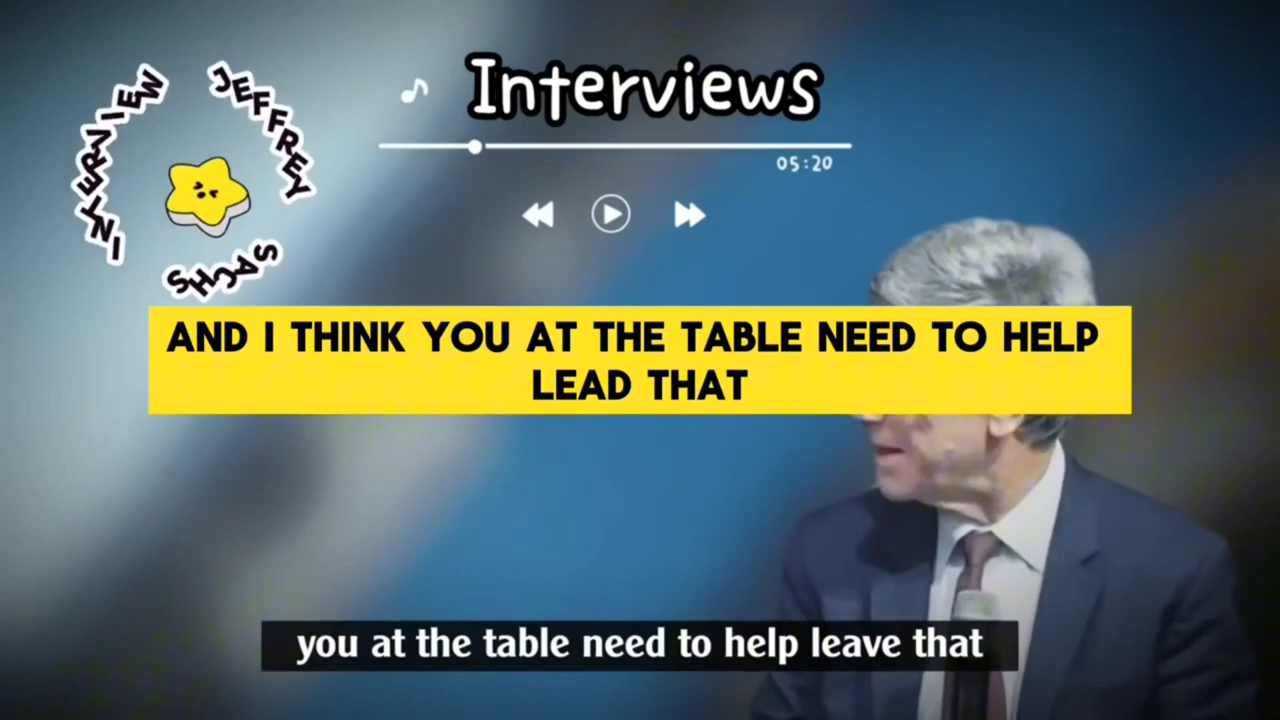 INTERVIEW
JEFFREY
SACHS
Interviews
05:20
AND I THINK YOU AT THE TABLE NEED TO HELP
LEAD THAT
you at the table need to help leave that